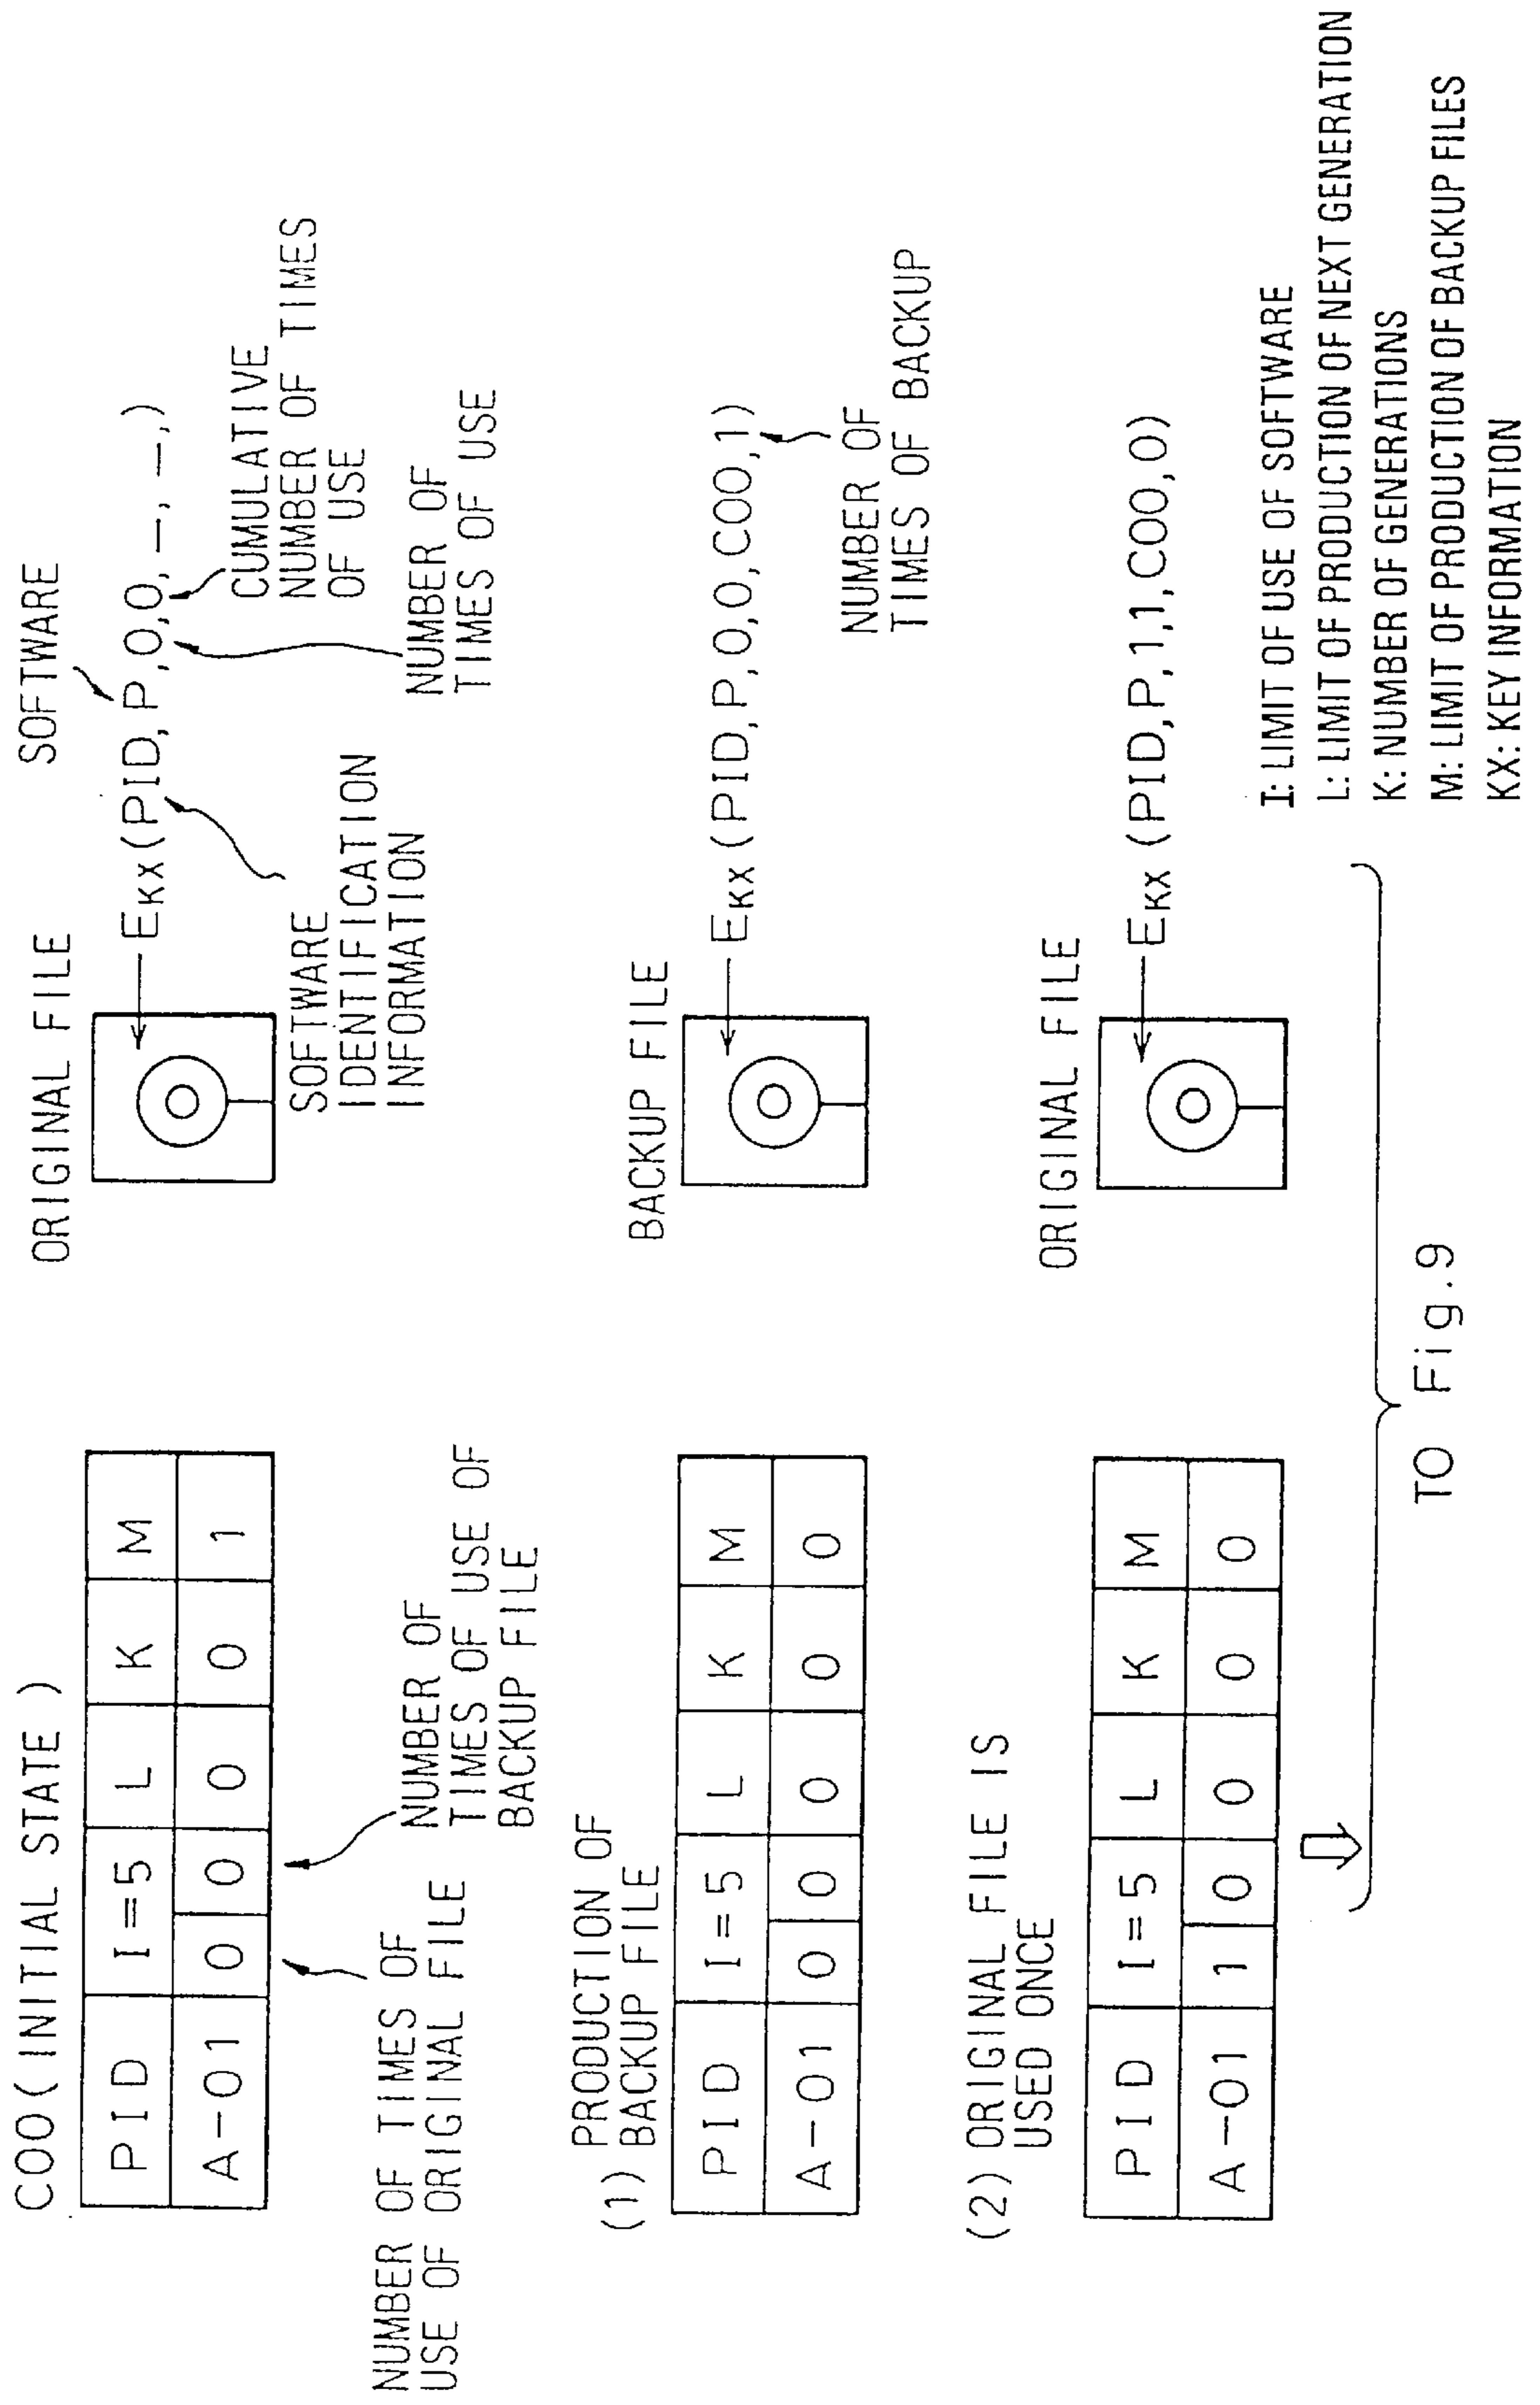 COO ( INITIAL STATE )
PID I=5 L K M
A-01 0 0 0 0 1
NUMBER OF TIMES OF
USE OF ORIGINAL FILE
NUMBER OF
TIMES OF USE OF
BACKUP FILE
ORIGINAL FILE
SOFTWARE
EKX(PID,P,0,0,—,—,)
SOFTWARE
IDENTIFICATION
INFORMATION
CUMULATIVE
NUMBER OF TIMES
OF USE
NUMBER OF
TIMES OF USE
(1) PRODUCTION OF
BACKUP FILE
PID I=5 L K M
A-01 0 0 0 0 0
BACKUP FILE
EKX(PID,P,0,0,COO,1)
NUMBER OF
TIMES OF BACKUP
(2) ORIGINAL FILE IS
USED ONCE
PID I=5 L K M
A-01 1 0 0 0 0
ORIGINAL FILE
EKX(PID,P,1,1,COO,0)
I: LIMIT OF USE OF SOFTWARE
L: LIMIT OF PRODUCTION OF NEXT GENERATION
K: NUMBER OF GENERATIONS
M: LIMIT OF PRODUCTION OF BACKUP FILES
KX: KEY INFORMATION
TO Fig.9